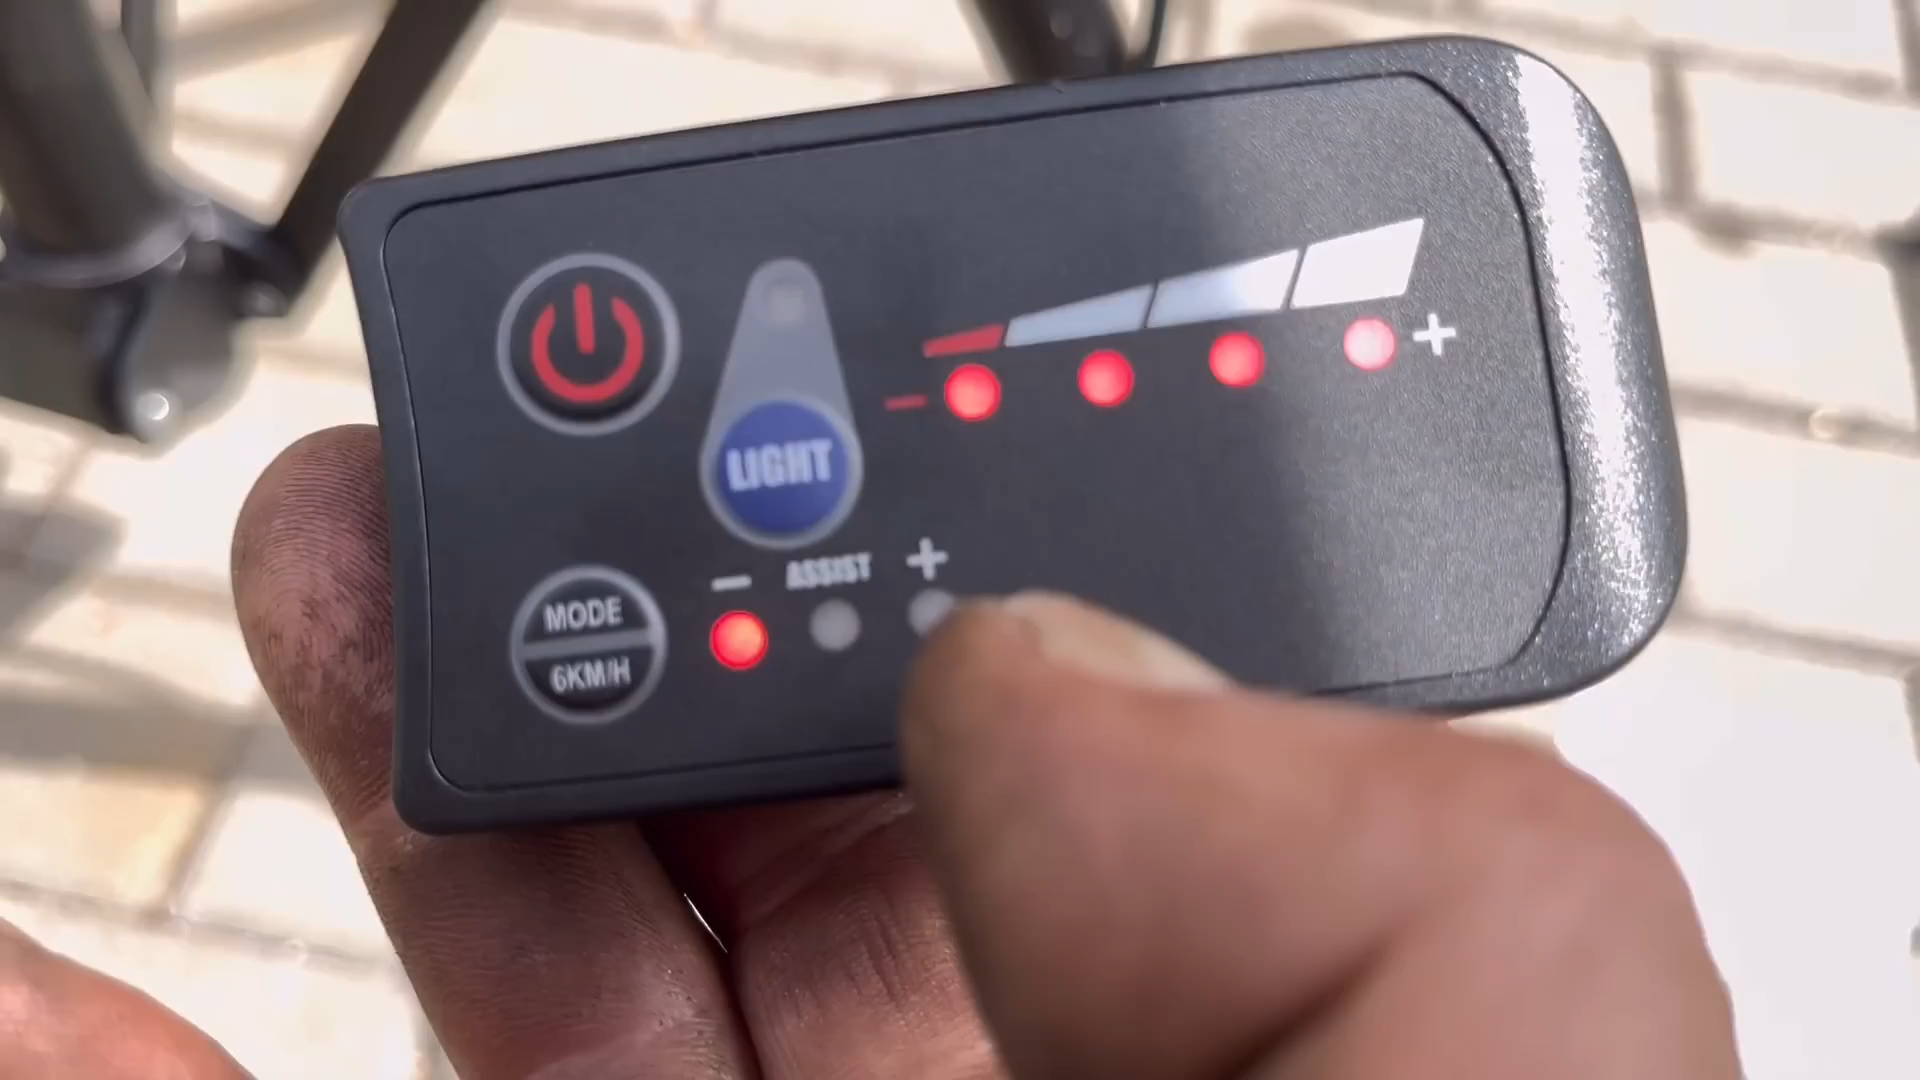 LIGHT
- +
- ASSIST +
MODE
6KM/H